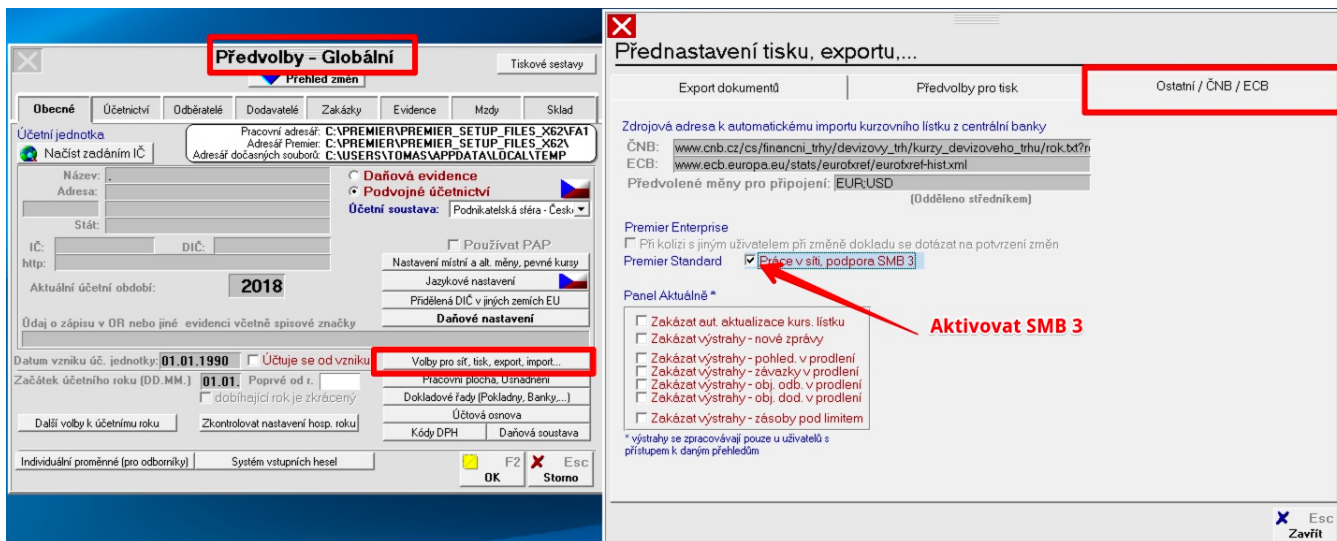 Předvolby - Globální
Přehled změn
Tiskové sestavy
Obecné Účetnictví Odběratelé Dodavatelé Zakázky Evidence Mzdy Sklad
Účetní jednotka
Načíst zadáním IČ
Pracovní adresář: C:\PREMIER\PREMIER_SETUP_FILES_X62\FA1
Adresář Premier: C:\PREMIER\PREMIER_SETUP_FILES_X62\
Adresář dočasných souborů: C:\USERS\TOMAS\APPDATA\LOCAL\TEMP
Název: .
Adresa:
Stát:
Daňová evidence
Podvojné účetnictví
Účetní soustava: Podnikatelská sféra - Česk
IČ: DIČ:
Používat PAP
http:
Nastavení místní a alt. měny, pevné kursy
Jazykové nastavení
Aktuální účetní období: 2018
Přidělená DIČ v jiných zemích EU
Daňové nastavení
Údaj o zápisu v OR nebo jiné evidenci včetně spisové značky
Datum vzniku úč. jednotky: 01.01.1990 Účtuje se od vzniku
Volby pro síť, tisk, export, import...
Začátek účetního roku (DD.MM.) 01.01. Poprvé od r.
Pracovní plocha, Usnadnění
dobíhající rok je zkrácený
Dokladové řady (Pokladny, Banky,...)
Účtová osnova
Další volby k účetnímu roku
Zkontrolovat nastavení hosp. roku
Kódy DPH Daňová soustava
Individuální proměnné (pro odborníky)
Systém vstupních hesel
F2 OK
Esc Storno
Přednastavení tisku, exportu,...
Export dokumentů Předvolby pro tisk Ostatní / ČNB / ECB
Zdrojová adresa k automatickému importu kurzovního lístku z centrální banky
ČNB: www.cnb.cz/cs/financni_trhy/devizovy_trh/kurzy_devizoveho_trhu/rok.txt?r
ECB: www.ecb.europa.eu/stats/eurofxref/eurofxref-hist.xml
Předvolené měny pro připojení: EUR;USD
(Odděleno středníkem)
Premier Enterprise
Při kolizi s jiným uživatelem při změně dokladu se dotázat na potvrzení změn
Premier Standard Práce v síti, podpora SMB 3
Panel Aktuálně *
Zakázat aut. aktualizace kurs. lístku
Zakázat výstrahy - nové zprávy
Zakázat výstrahy - pohled. v prodlení
Zakázat výstrahy - závazky v prodlení
Zakázat výstrahy - obj. odb. v prodlení
Zakázat výstrahy - obj. dod. v prodlení
Zakázat výstrahy - zásoby pod limitem
Aktivovat SMB 3
* výstrahy se zpracovávají pouze u uživatelů s
přístupem k daným přehledům
Esc
Zavřít